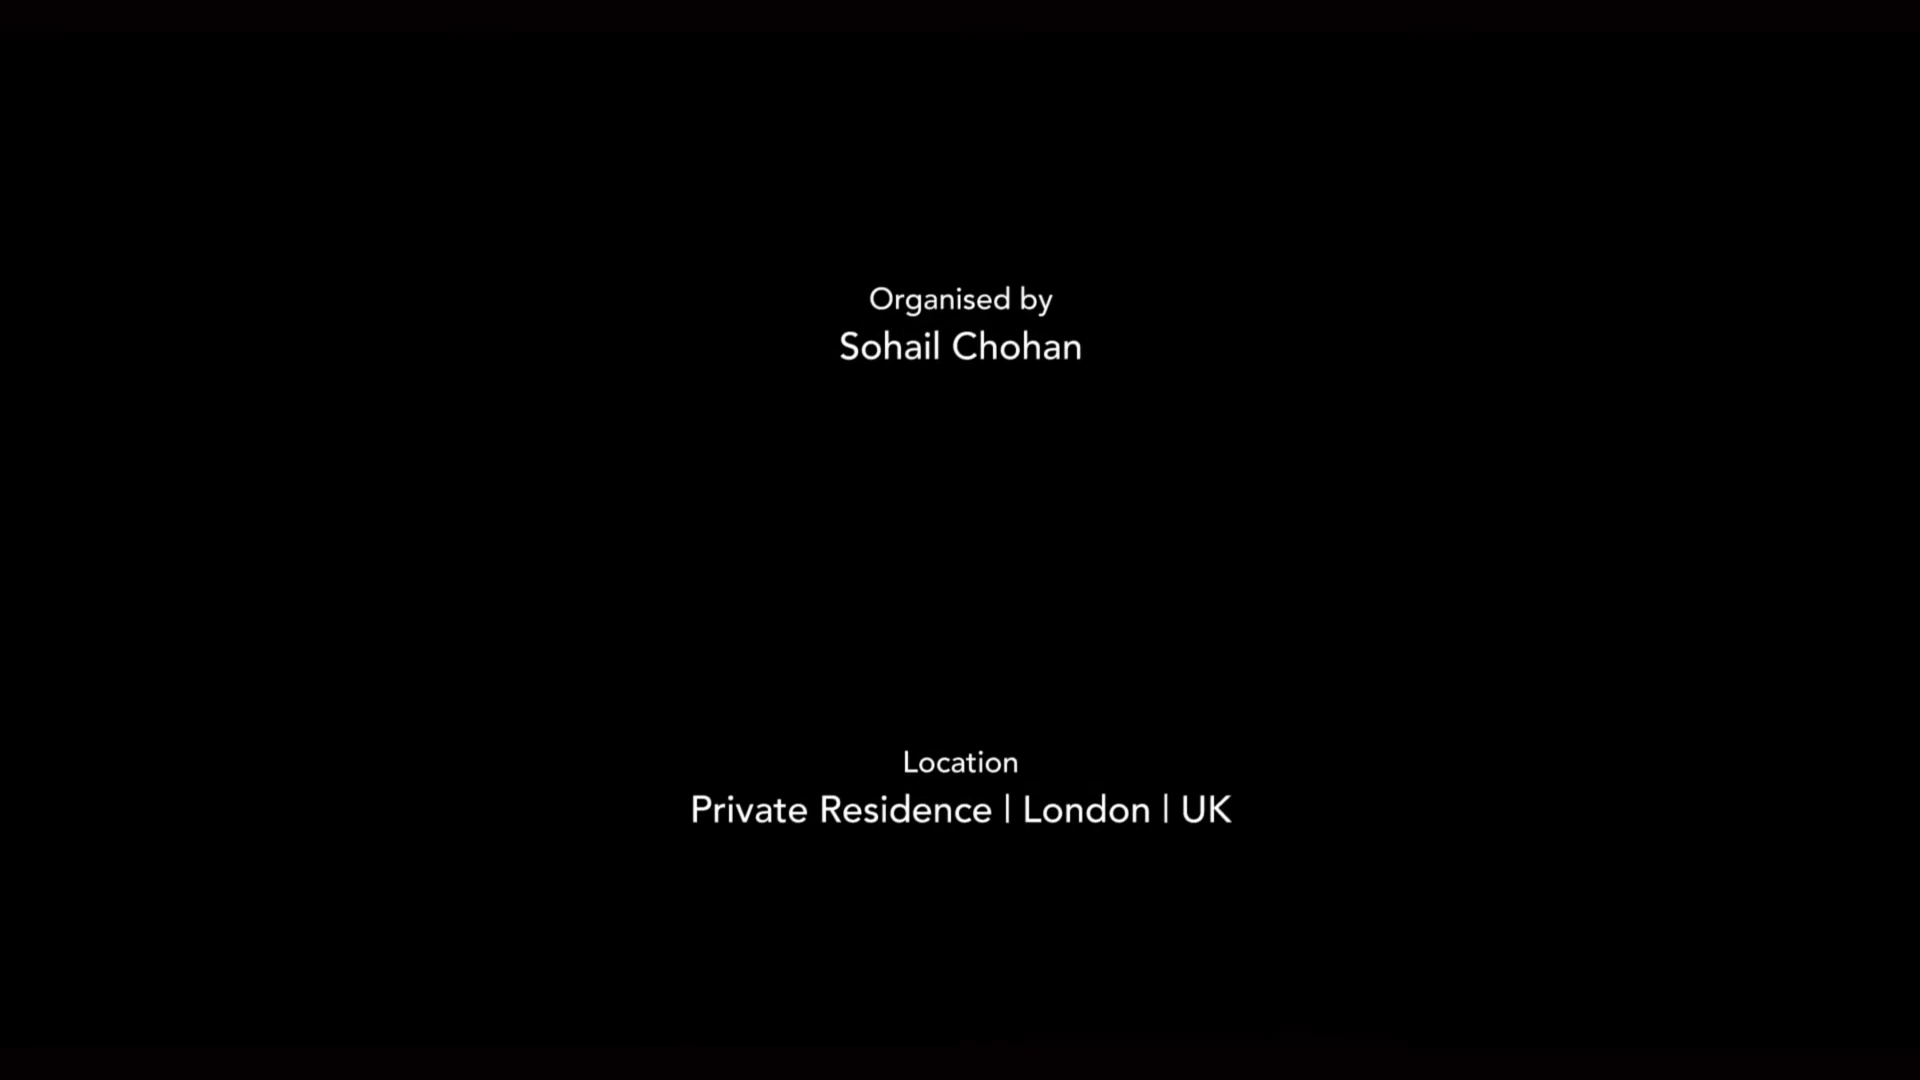 Organised by
Sohail Chohan
Location
Private Residence | London | UK